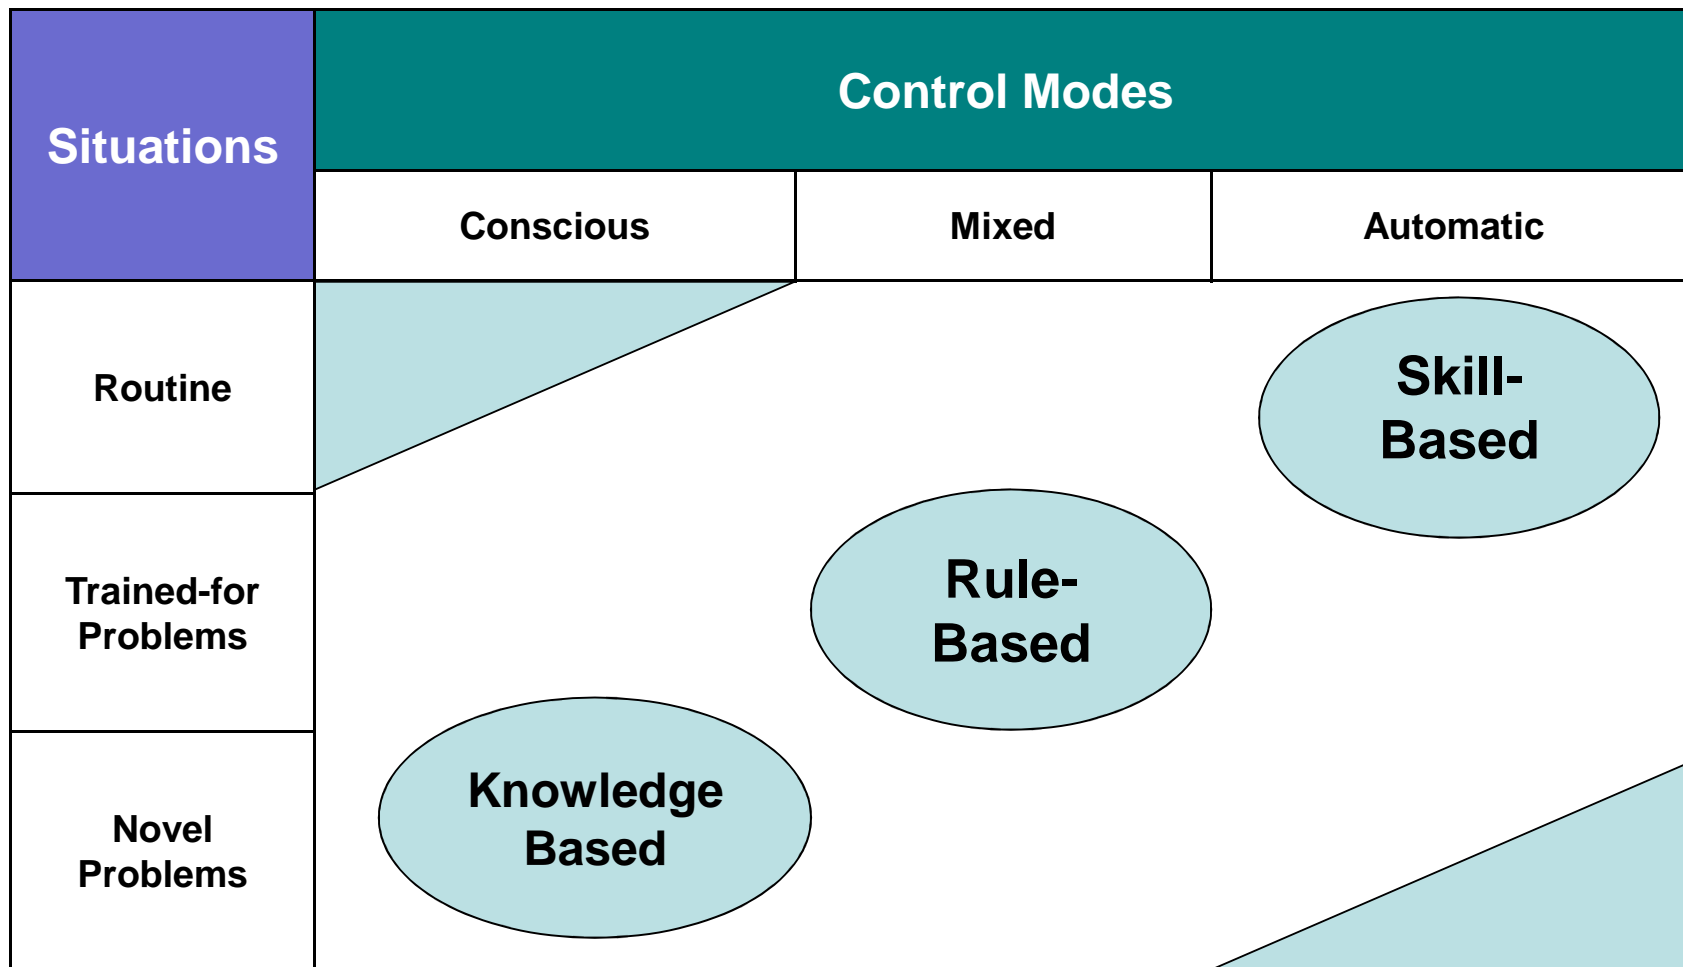 Situations
Control Modes
Conscious
Mixed
Automatic
Routine
Skill-
Based
Trained-for
Problems
Rule-
Based
Novel
Problems
Knowledge
Based